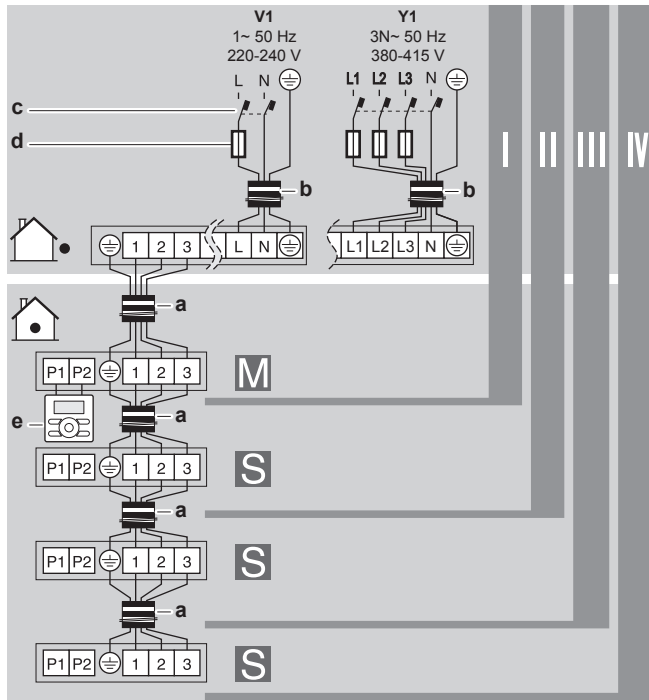 V1 Y1
1~ 50 Hz 3N~ 50 Hz
220-240 V 380-415 V
L N L1 L2 L3 N
c
d
I II III IV
b b
1 2 3 L N L1 L2 L3 N
a
P1 P2 1 2 3 M
e a
P1 P2 1 2 3 S
a
P1 P2 1 2 3 S
a
P1 P2 1 2 3 S